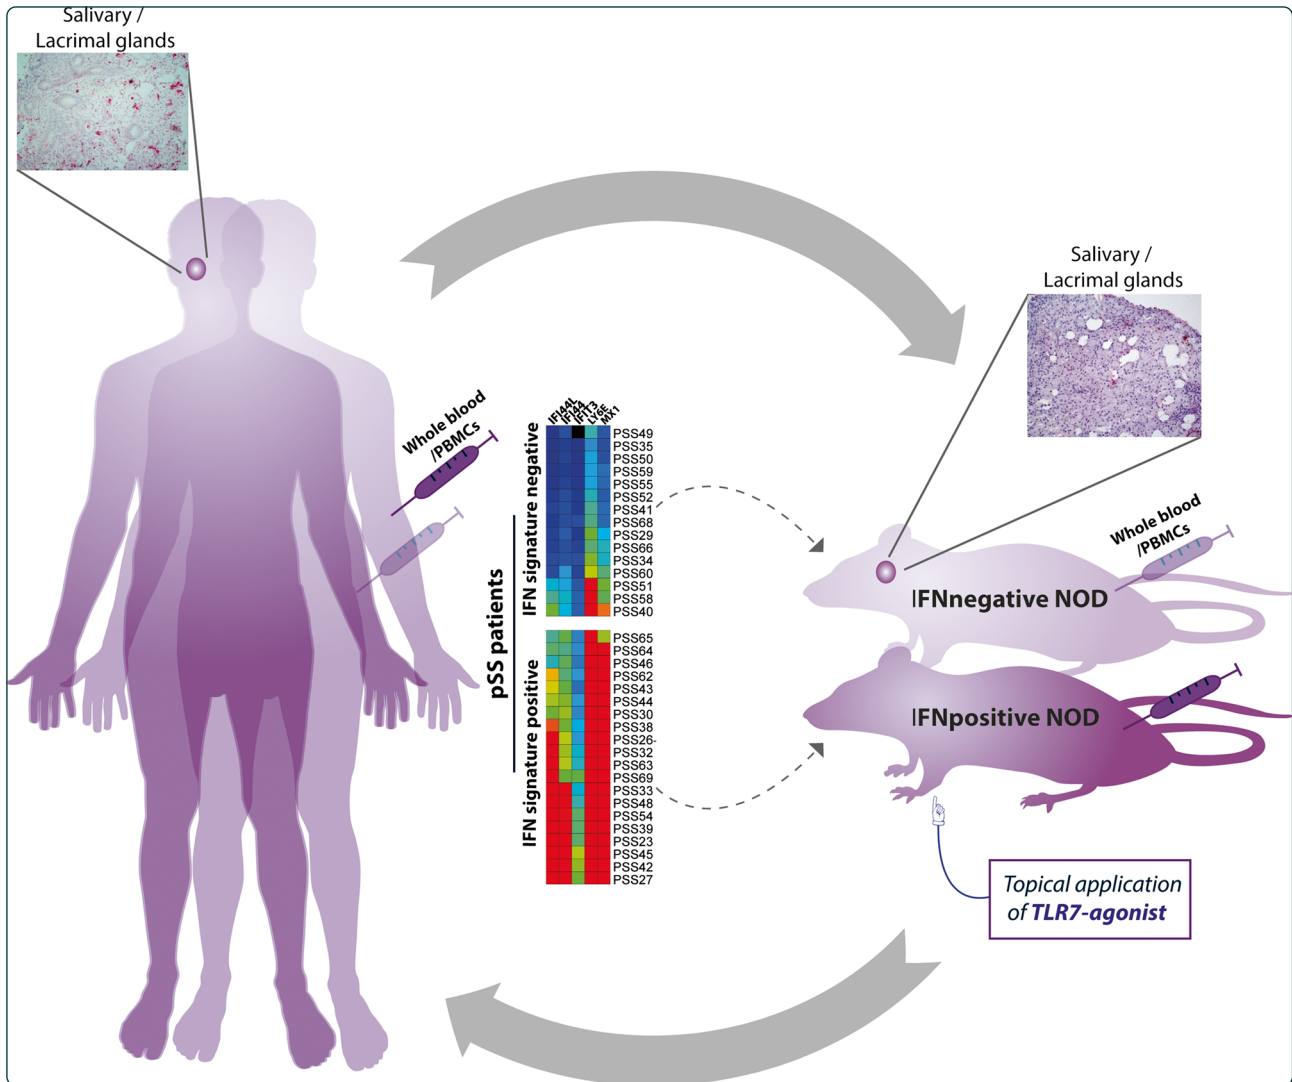 Salivary /
Lacrimal glands
Salivary /
Lacrimal glands
Whole blood
/PBMCs
IFI44L
IFI44
IFIT3
LY6E
MX1
pSS patients
IFN signature negative
PSS49
PSS35
PSS50
PSS59
PSS55
PSS52
PSS41
PSS68
PSS29
PSS66
PSS34
PSS60
PSS51
PSS58
PSS40
IFN signature positive
PSS65
PSS64
PSS46
PSS62
PSS43
PSS44
PSS30
PSS38
PSS26-
PSS32
PSS63
PSS69
PSS33
PSS48
PSS54
PSS39
PSS23
PSS45
PSS42
PSS27
Whole blood
/PBMCs
IFNnegative NOD
IFNpositive NOD
Topical application
of TLR7-agonist